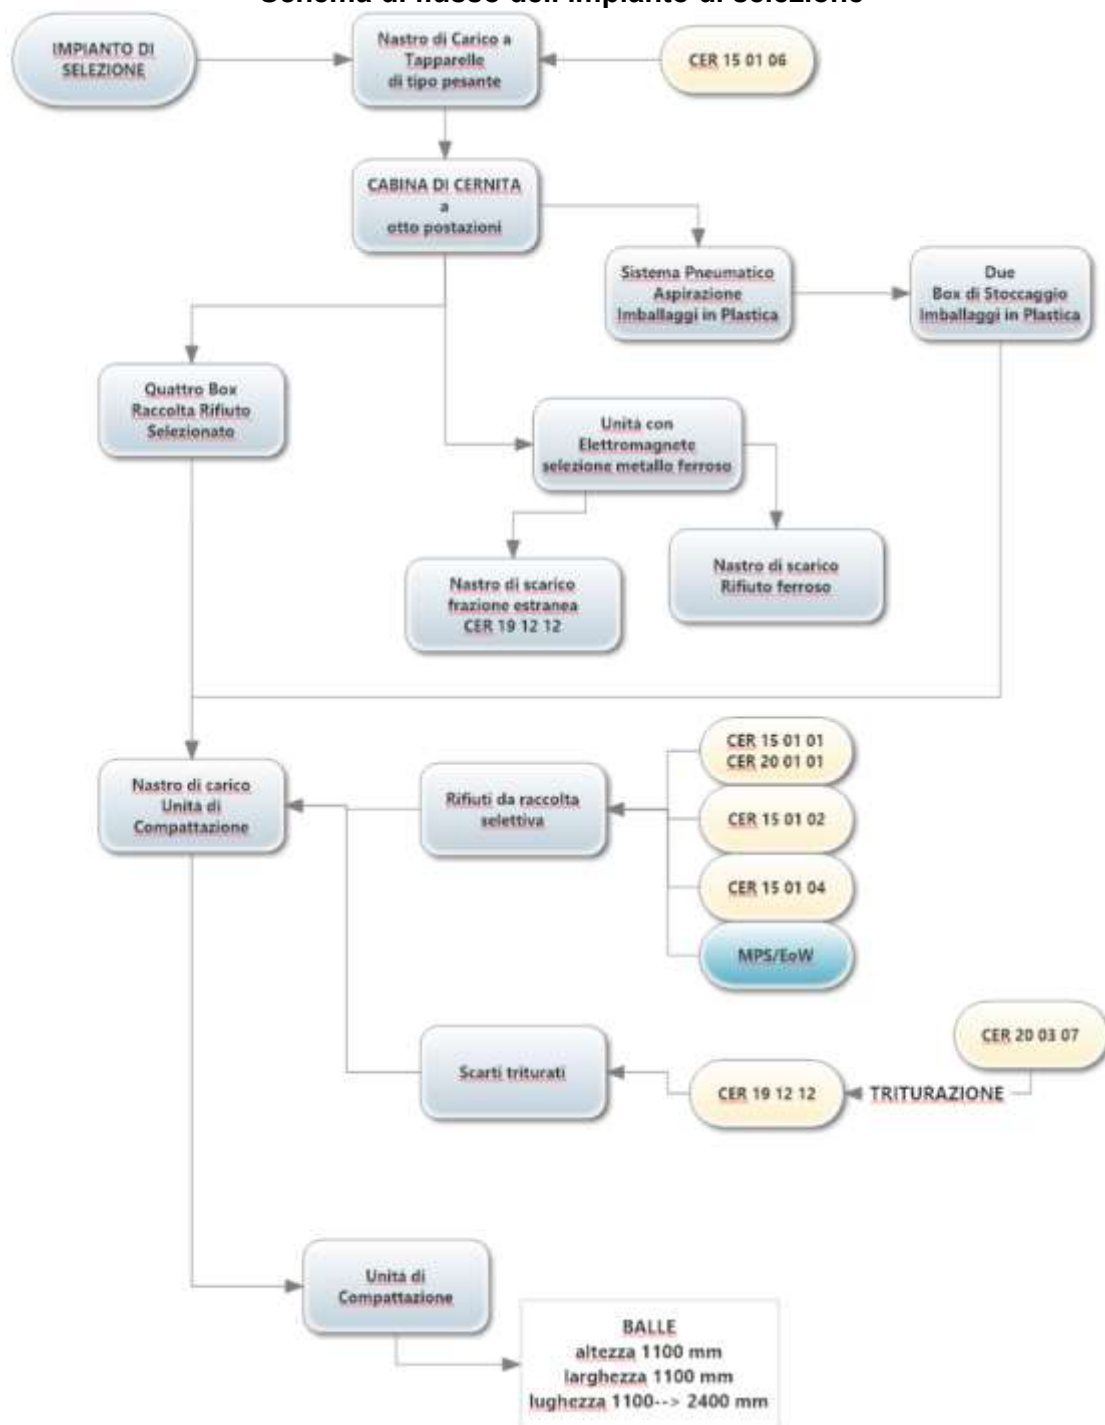 Schema di flusso dell'impianto di selezione
IMPIANTO DI
SELEZIONE
Nastro di Carico a
Tapparelle
di tipo pesante
CER 15 01 06
CABINA DI CERNITA
a
otto postazioni
Sistema Pneumatico
Aspirazione
Imballaggi in Plastica
Due
Box di Stoccaggio
Imballaggi in Plastica
Quattro Box
Raccolta Rifiuto
Selezionato
Unità con
Elettromagnete
selezione metallo ferroso
Nastro di scarico
frazione estranea
CER 19 12 12
Nastro di scarico
Rifiuto ferroso
Nastro di carico
Unità di
Compattazione
Rifiuti da raccolta
selettiva
CER 15 01 01
CER 20 01 01
CER 15 01 02
CER 15 01 04
MPS/EoW
CER 20 03 07
Scarti triturati
CER 19 12 12
TRITURAZIONE
Unità di
Compattazione
BALLE
altezza 1100 mm
larghezza 1100 mm
lughezza 1100--> 2400 mm